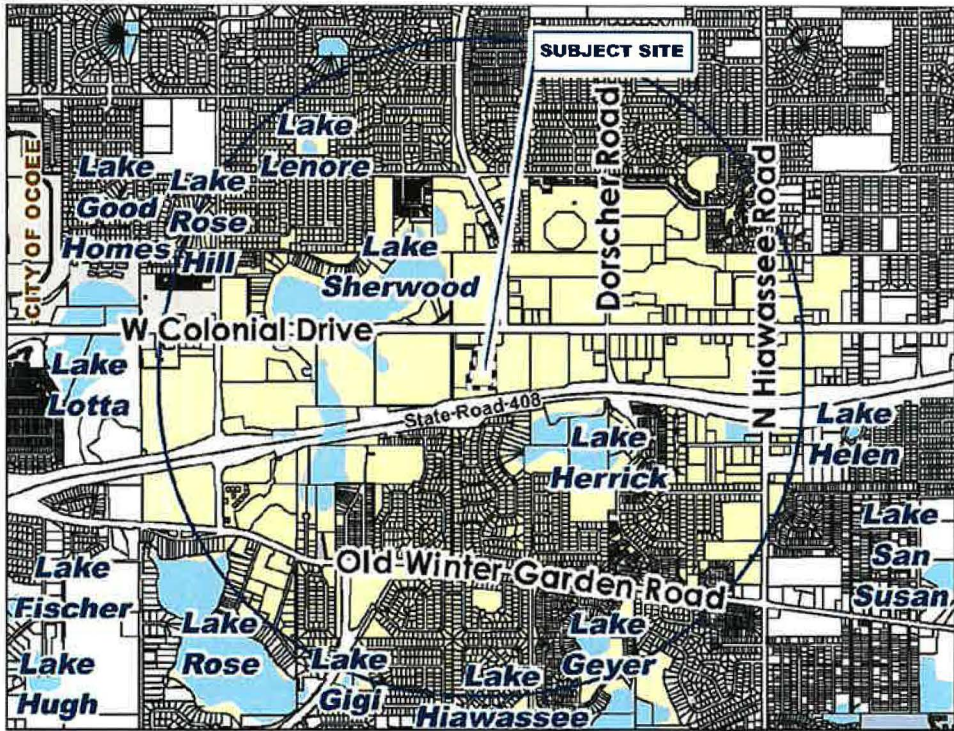 SUBJECT SITE
CITY OF OCOEE
Lake
Lenore
Lake
Good
Homes
Lake
Rose
Hill
Dorscher Road
N Hiawassee Road
Lake
Sherwood
W Colonial Drive
Lake
Lotta
State Road 408
Lake
Herrick
Lake
Helen
Lake
San
Susan
Old Winter Garden Road
Lake
Fischer
Lake
Rose
Lake
Geyer
Lake
Hugh
Lake
Gigi
Lake
Hiawassee